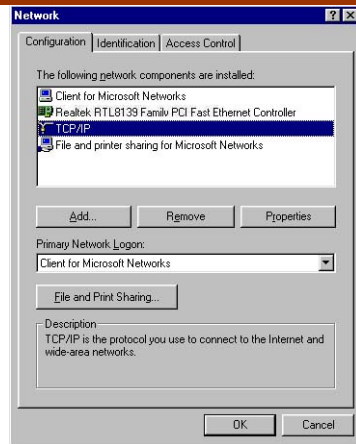 Network
Configuration Identification Access Control
The following network components are installed:
Client for Microsoft Networks
Realtek RTL8139 Family PCI Fast Ethernet Controller
TCP/IP
File and printer sharing for Microsoft Networks
Add... Remove Properties
Primary Network Logon:
Client for Microsoft Networks
File and Print Sharing...
Description
TCP/IP is the protocol you use to connect to the Internet and
wide-area networks.
OK Cancel